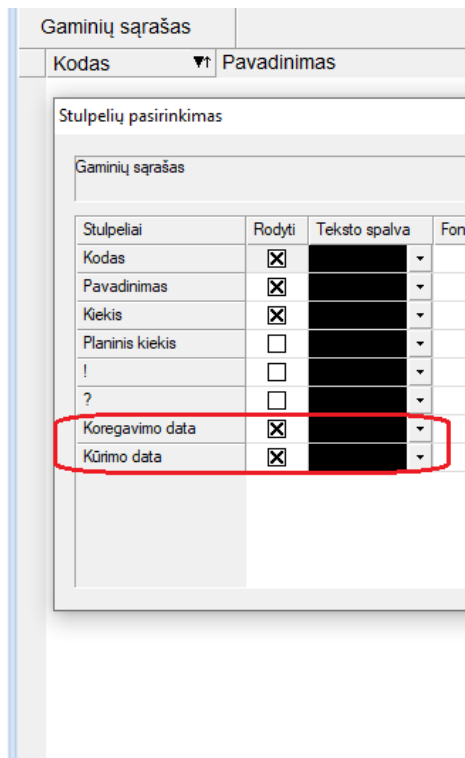 Gaminių sąrašas
Kodas Pavadinimas
Stulpelių pasirinkimas
Gaminių sąrašas
Stulpeliai Rodyti Teksto spalva Fon
Kodas
Pavadinimas
Kiekis
Planinis kiekis
!
?
Koregavimo data
Kūrimo data